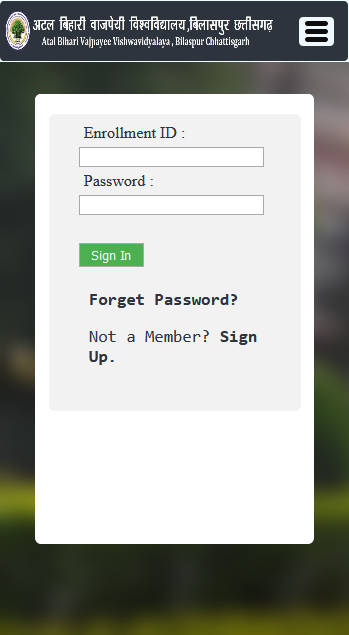 अटल बिहारी वाजपेयी विश्वविद्यालय,बिलासपुर छत्तीसगढ़
Atal Bihari Vajpayee Vishwavidyalaya , Bilaspur Chhattisgarh
Enrollment ID :
Password :
Sign In
Forget Password?
Not a Member? Sign
Up.